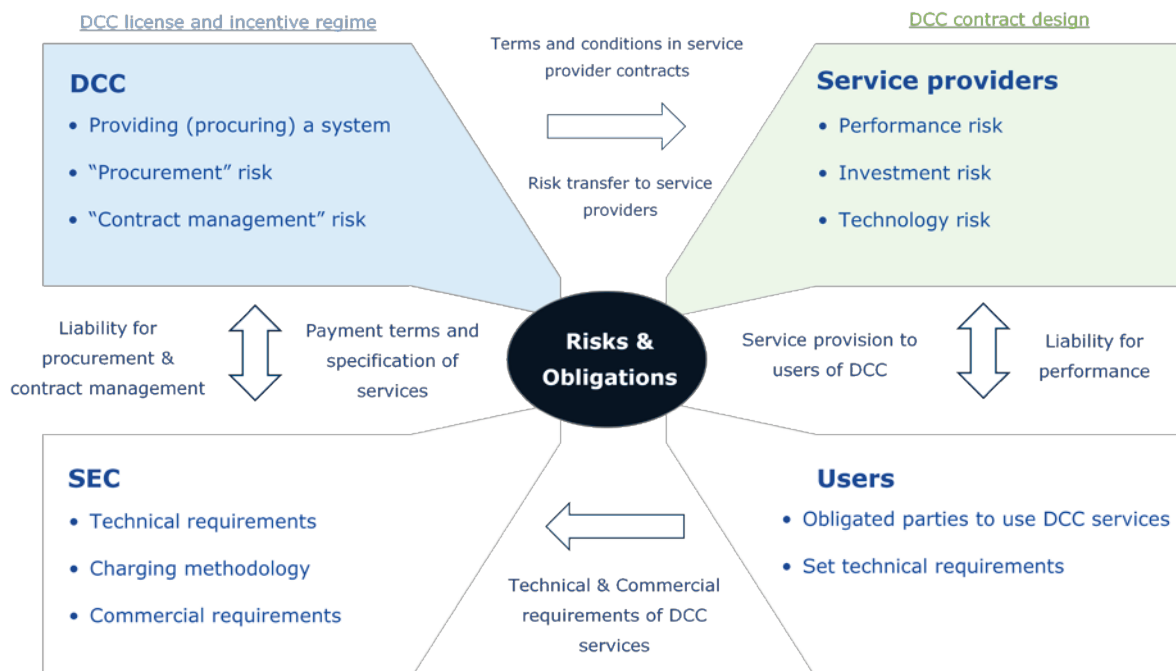 DCC license and incentive regime
DCC contract design
DCC
• Providing (procuring) a system
• “Procurement” risk
• “Contract management” risk
Terms and conditions in service
provider contracts
Risk transfer to service
providers
Service providers
• Performance risk
• Investment risk
• Technology risk
Liability for
procurement &
contract management
Payment terms and
specification of
services
Risks &
Obligations
Service provision to
users of DCC
Liability for
performance
SEC
• Technical requirements
• Charging methodology
• Commercial requirements
Technical & Commercial
requirements of DCC
services
Users
• Obligated parties to use DCC services
• Set technical requirements